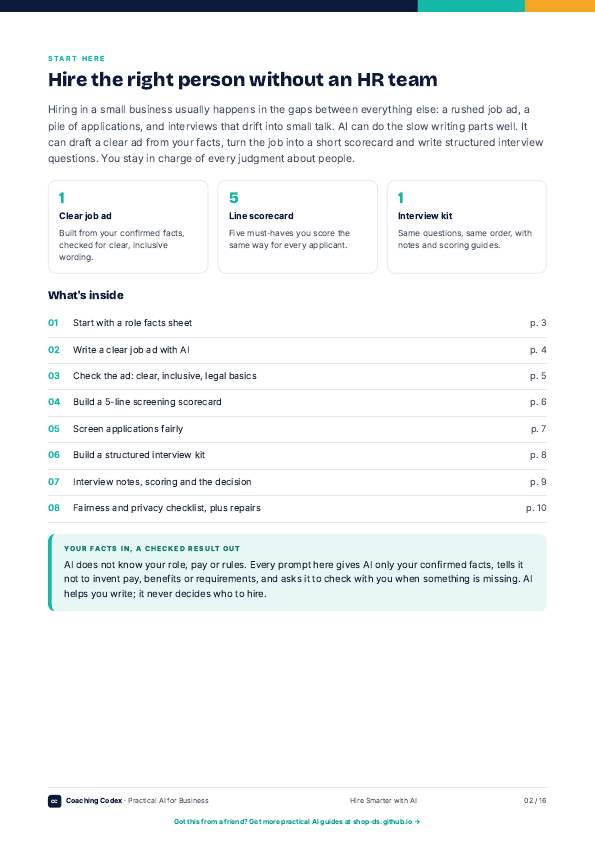 START HERE
Hire the right person without an HR team
Hiring in a small business usually happens in the gaps between everything else: a rushed job ad, a
pile of applications, and interviews that drift into small talk. AI can do the slow writing parts well. It
can draft a clear ad from your facts, turn the job into a short scorecard and write structured interview
questions. You stay in charge of every judgment about people.
1
Clear job ad
Built from your confirmed facts,
checked for clear, inclusive
wording.
5
Line scorecard
Five must-haves you score the
same way for every applicant.
1
Interview kit
Same questions, same order, with
notes and scoring guides.
What's inside
01 Start with a role facts sheet p. 3
02 Write a clear job ad with AI p. 4
03 Check the ad: clear, inclusive, legal basics p. 5
04 Build a 5-line screening scorecard p. 6
05 Screen applications fairly p. 7
06 Build a structured interview kit p. 8
07 Interview notes, scoring and the decision p. 9
08 Fairness and privacy checklist, plus repairs p. 10
YOUR FACTS IN, A CHECKED RESULT OUT
AI does not know your role, pay or rules. Every prompt here gives AI only your confirmed facts, tells it
not to invent pay, benefits or requirements, and asks it to check with you when something is missing. AI
helps you write; it never decides who to hire.
CC Coaching Codex · Practical AI for Business Hire Smarter with AI 02 / 16
Got this from a friend? Get more practical AI guides at shop-ds.github.io →